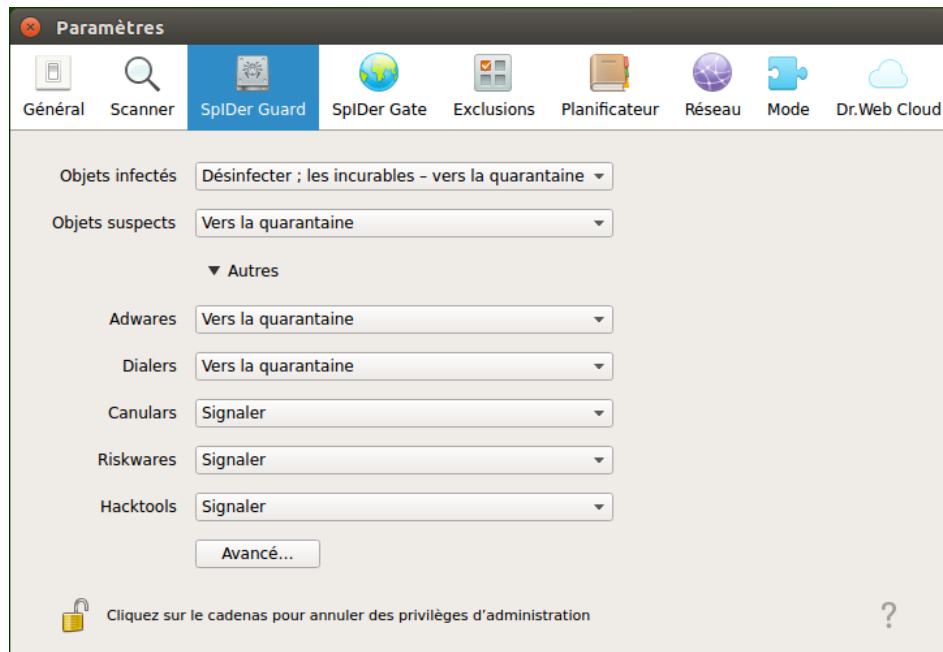 Paramètres
Général Scanner SpIDer Guard SpIDer Gate Exclusions Planificateur Réseau Mode Dr.Web Cloud
Objets infectés Désinfecter ; les incurables – vers la quarantaine
Objets suspects Vers la quarantaine
Autres
Adwares Vers la quarantaine
Dialers Vers la quarantaine
Canulars Signaler
Riskwares Signaler
Hacktools Signaler
Avancé...
Cliquez sur le cadenas pour annuler des privilèges d’administration ?